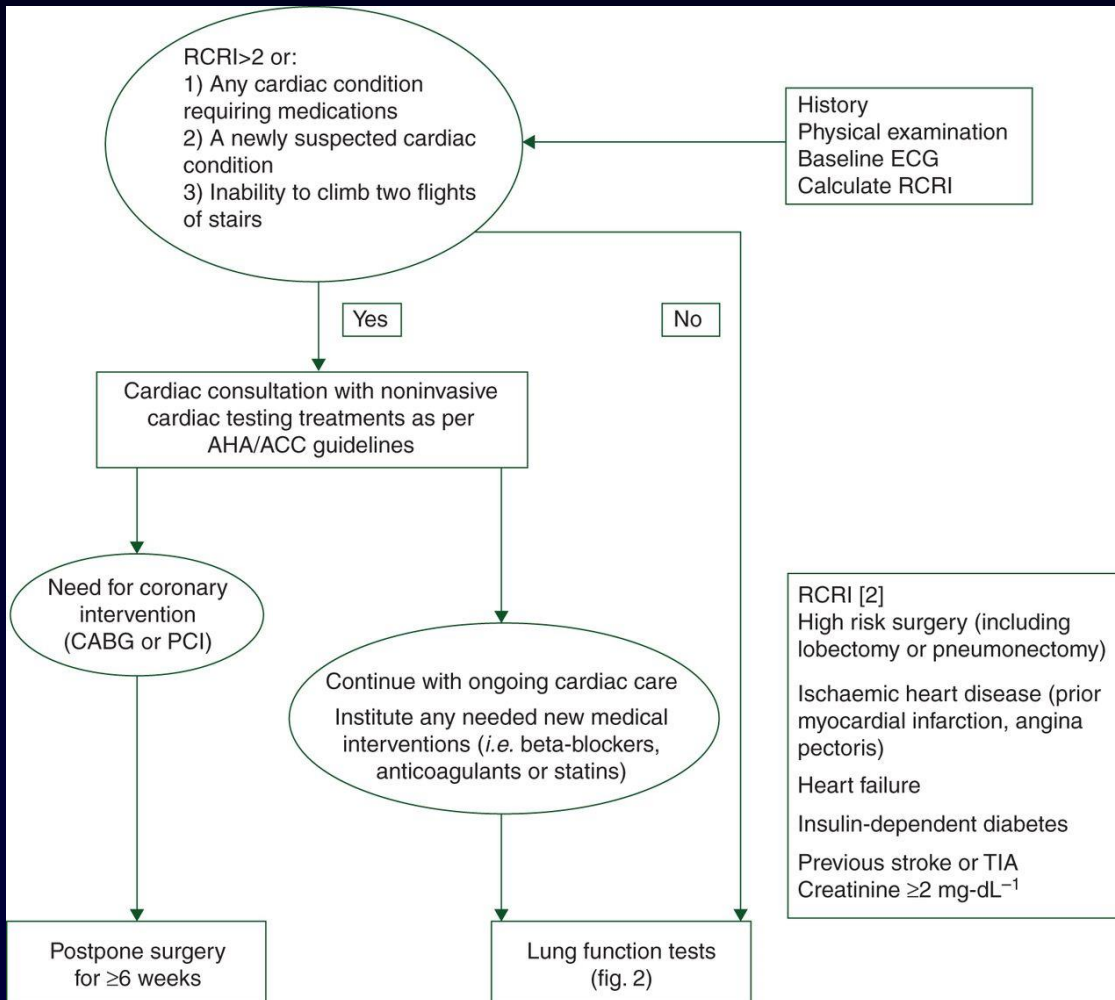 RCRI>2 or:
1) Any cardiac condition
requiring medications
2) A newly suspected cardiac
condition
3) Inability to climb two flights
of stairs
History
Physical examination
Baseline ECG
Calculate RCRI
Yes
No
Cardiac consultation with noninvasive
cardiac testing treatments as per
AHA/ACC guidelines
Need for coronary
intervention
(CABG or PCI)
Continue with ongoing cardiac care
Institute any needed new medical
interventions (i.e. beta-blockers,
anticoagulants or statins)
RCRI [2]
High risk surgery (including
lobectomy or pneumonectomy)
Ischaemic heart disease (prior
myocardial infarction, angina
pectoris)
Heart failure
Insulin-dependent diabetes
Previous stroke or TIA
Creatinine ≥2 mg-dL⁻¹
Postpone surgery
for ≥6 weeks
Lung function tests
(fig. 2)